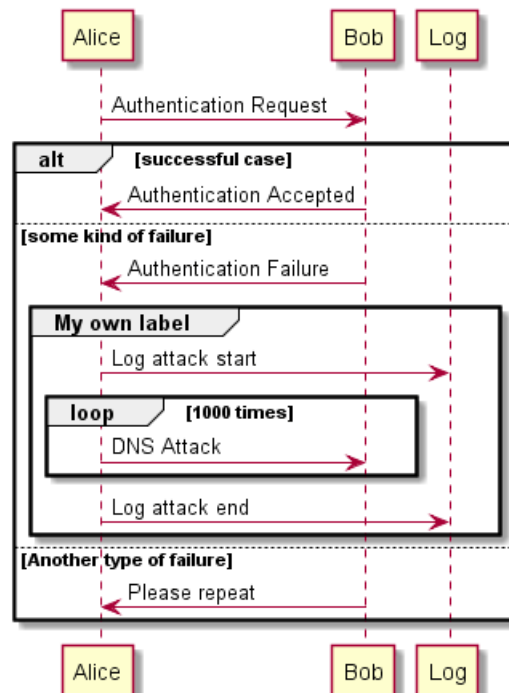 Alice Bob Log
Authentication Request
alt [successful case]
Authentication Accepted
[some kind of failure]
Authentication Failure
My own label
Log attack start
loop [1000 times]
DNS Attack
Log attack end
[Another type of failure]
Please repeat
Alice Bob Log